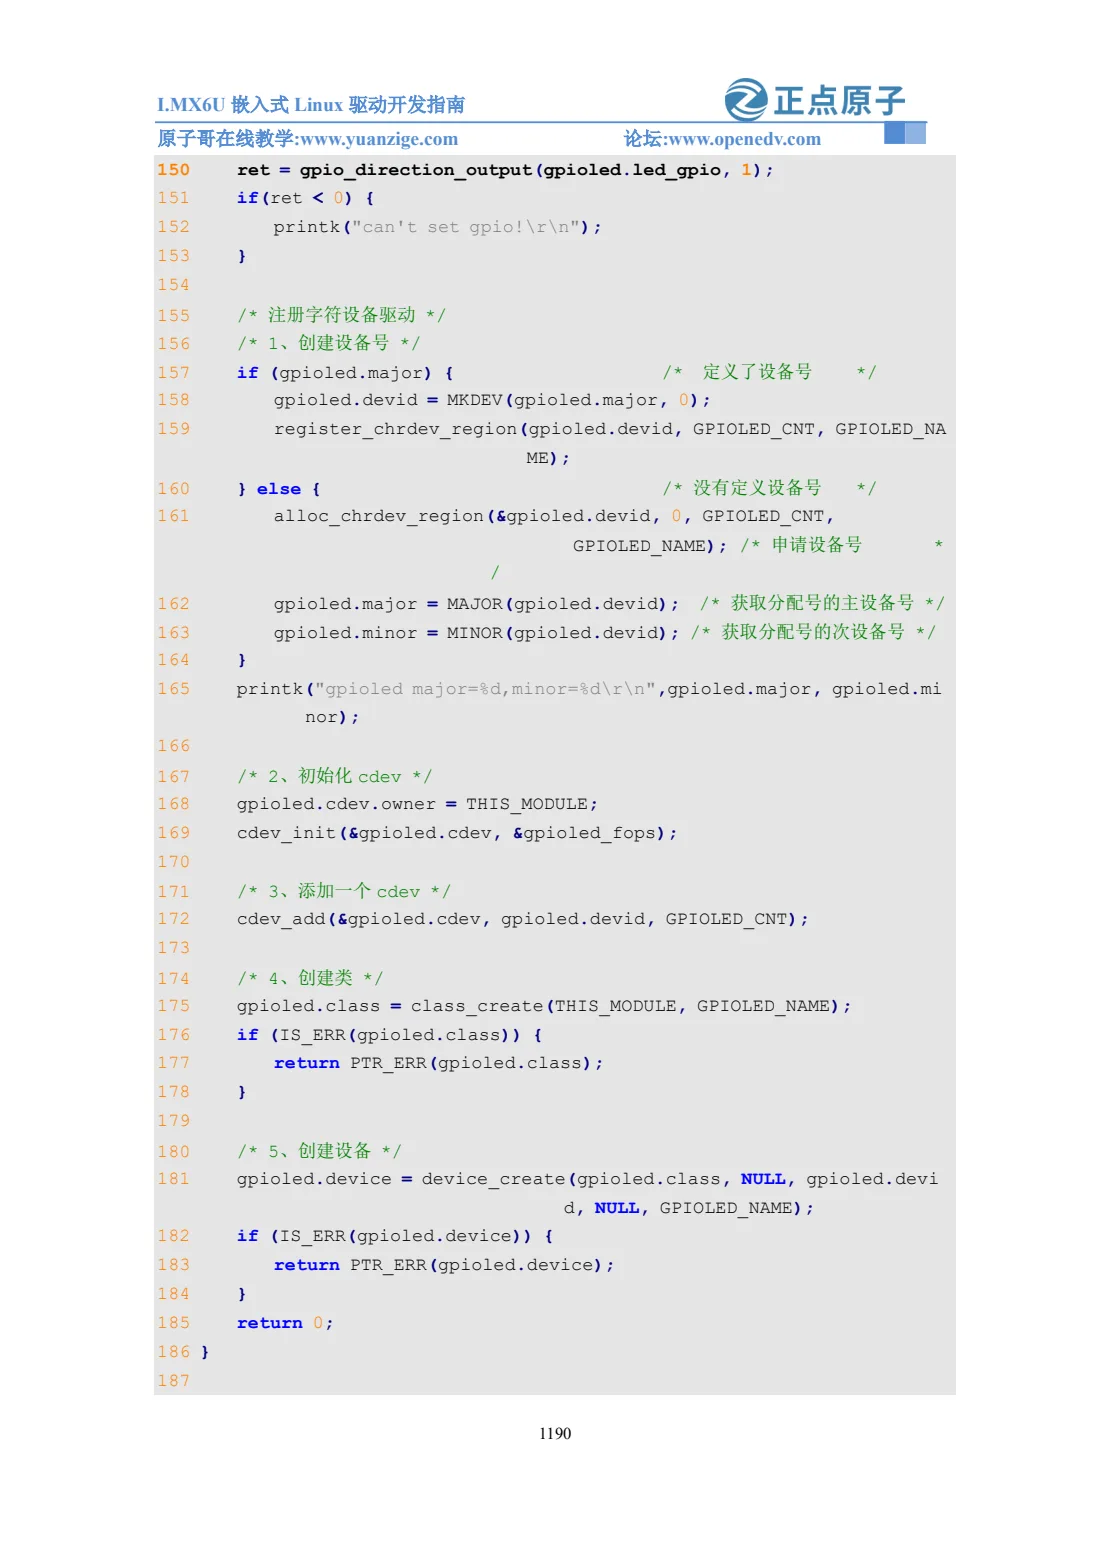 I.MX6U 嵌入式 Linux 驱动开发指南
正点原子
原子哥在线教学:www.yuanzige.com 论坛:www.openedv.com
150 ret = gpio_direction_output(gpioled.led_gpio, 1);
151 if(ret < 0) {
152 printk("can't set gpio!\r\n");
153 }
154
155 /* 注册字符设备驱动 */
156 /* 1、创建设备号 */
157 if (gpioled.major) { /* 定义了设备号 */
158 gpioled.devid = MKDEV(gpioled.major, 0);
159 register_chrdev_region(gpioled.devid, GPIOLED_CNT, GPIOLED_NA
ME);
160 } else { /* 没有定义设备号 */
161 alloc_chrdev_region(&gpioled.devid, 0, GPIOLED_CNT,
GPIOLED_NAME); /* 申请设备号 *
/
162 gpioled.major = MAJOR(gpioled.devid); /* 获取分配号的主设备号 */
163 gpioled.minor = MINOR(gpioled.devid); /* 获取分配号的次设备号 */
164 }
165 printk("gpioled major=%d,minor=%d\r\n",gpioled.major, gpioled.mi
nor);
166
167 /* 2、初始化 cdev */
168 gpioled.cdev.owner = THIS_MODULE;
169 cdev_init(&gpioled.cdev, &gpioled_fops);
170
171 /* 3、添加一个 cdev */
172 cdev_add(&gpioled.cdev, gpioled.devid, GPIOLED_CNT);
173
174 /* 4、创建类 */
175 gpioled.class = class_create(THIS_MODULE, GPIOLED_NAME);
176 if (IS_ERR(gpioled.class)) {
177 return PTR_ERR(gpioled.class);
178 }
179
180 /* 5、创建设备 */
181 gpioled.device = device_create(gpioled.class, NULL, gpioled.devi
d, NULL, GPIOLED_NAME);
182 if (IS_ERR(gpioled.device)) {
183 return PTR_ERR(gpioled.device);
184 }
185 return 0;
186 }
187
1190